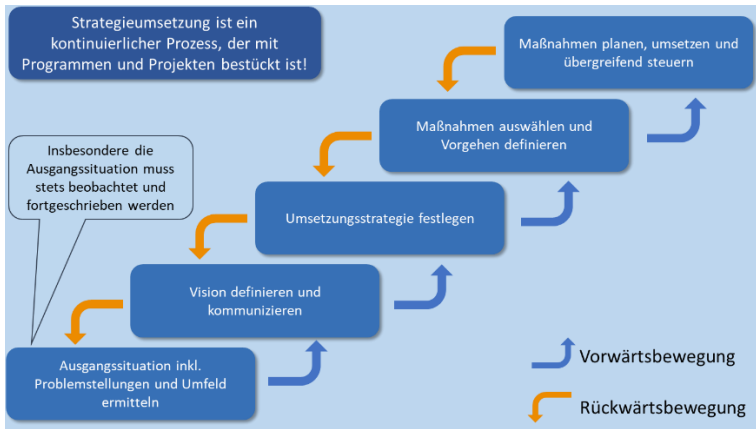 Strategieumsetzung ist ein
kontinuierlicher Prozess, der mit
Programmen und Projekten bestückt ist!
Maßnahmen planen, umsetzen und
übergreifend steuern
Maßnahmen auswählen und
Vorgehen definieren
Insbesondere die
Ausgangssituation muss
stets beobachtet und
fortgeschrieben werden
Umsetzungsstrategie festlegen
Vision definieren und
kommunizieren
Ausgangssituation inkl.
Problemstellungen und Umfeld
ermitteln
Vorwärtsbewegung
Rückwärtsbewegung